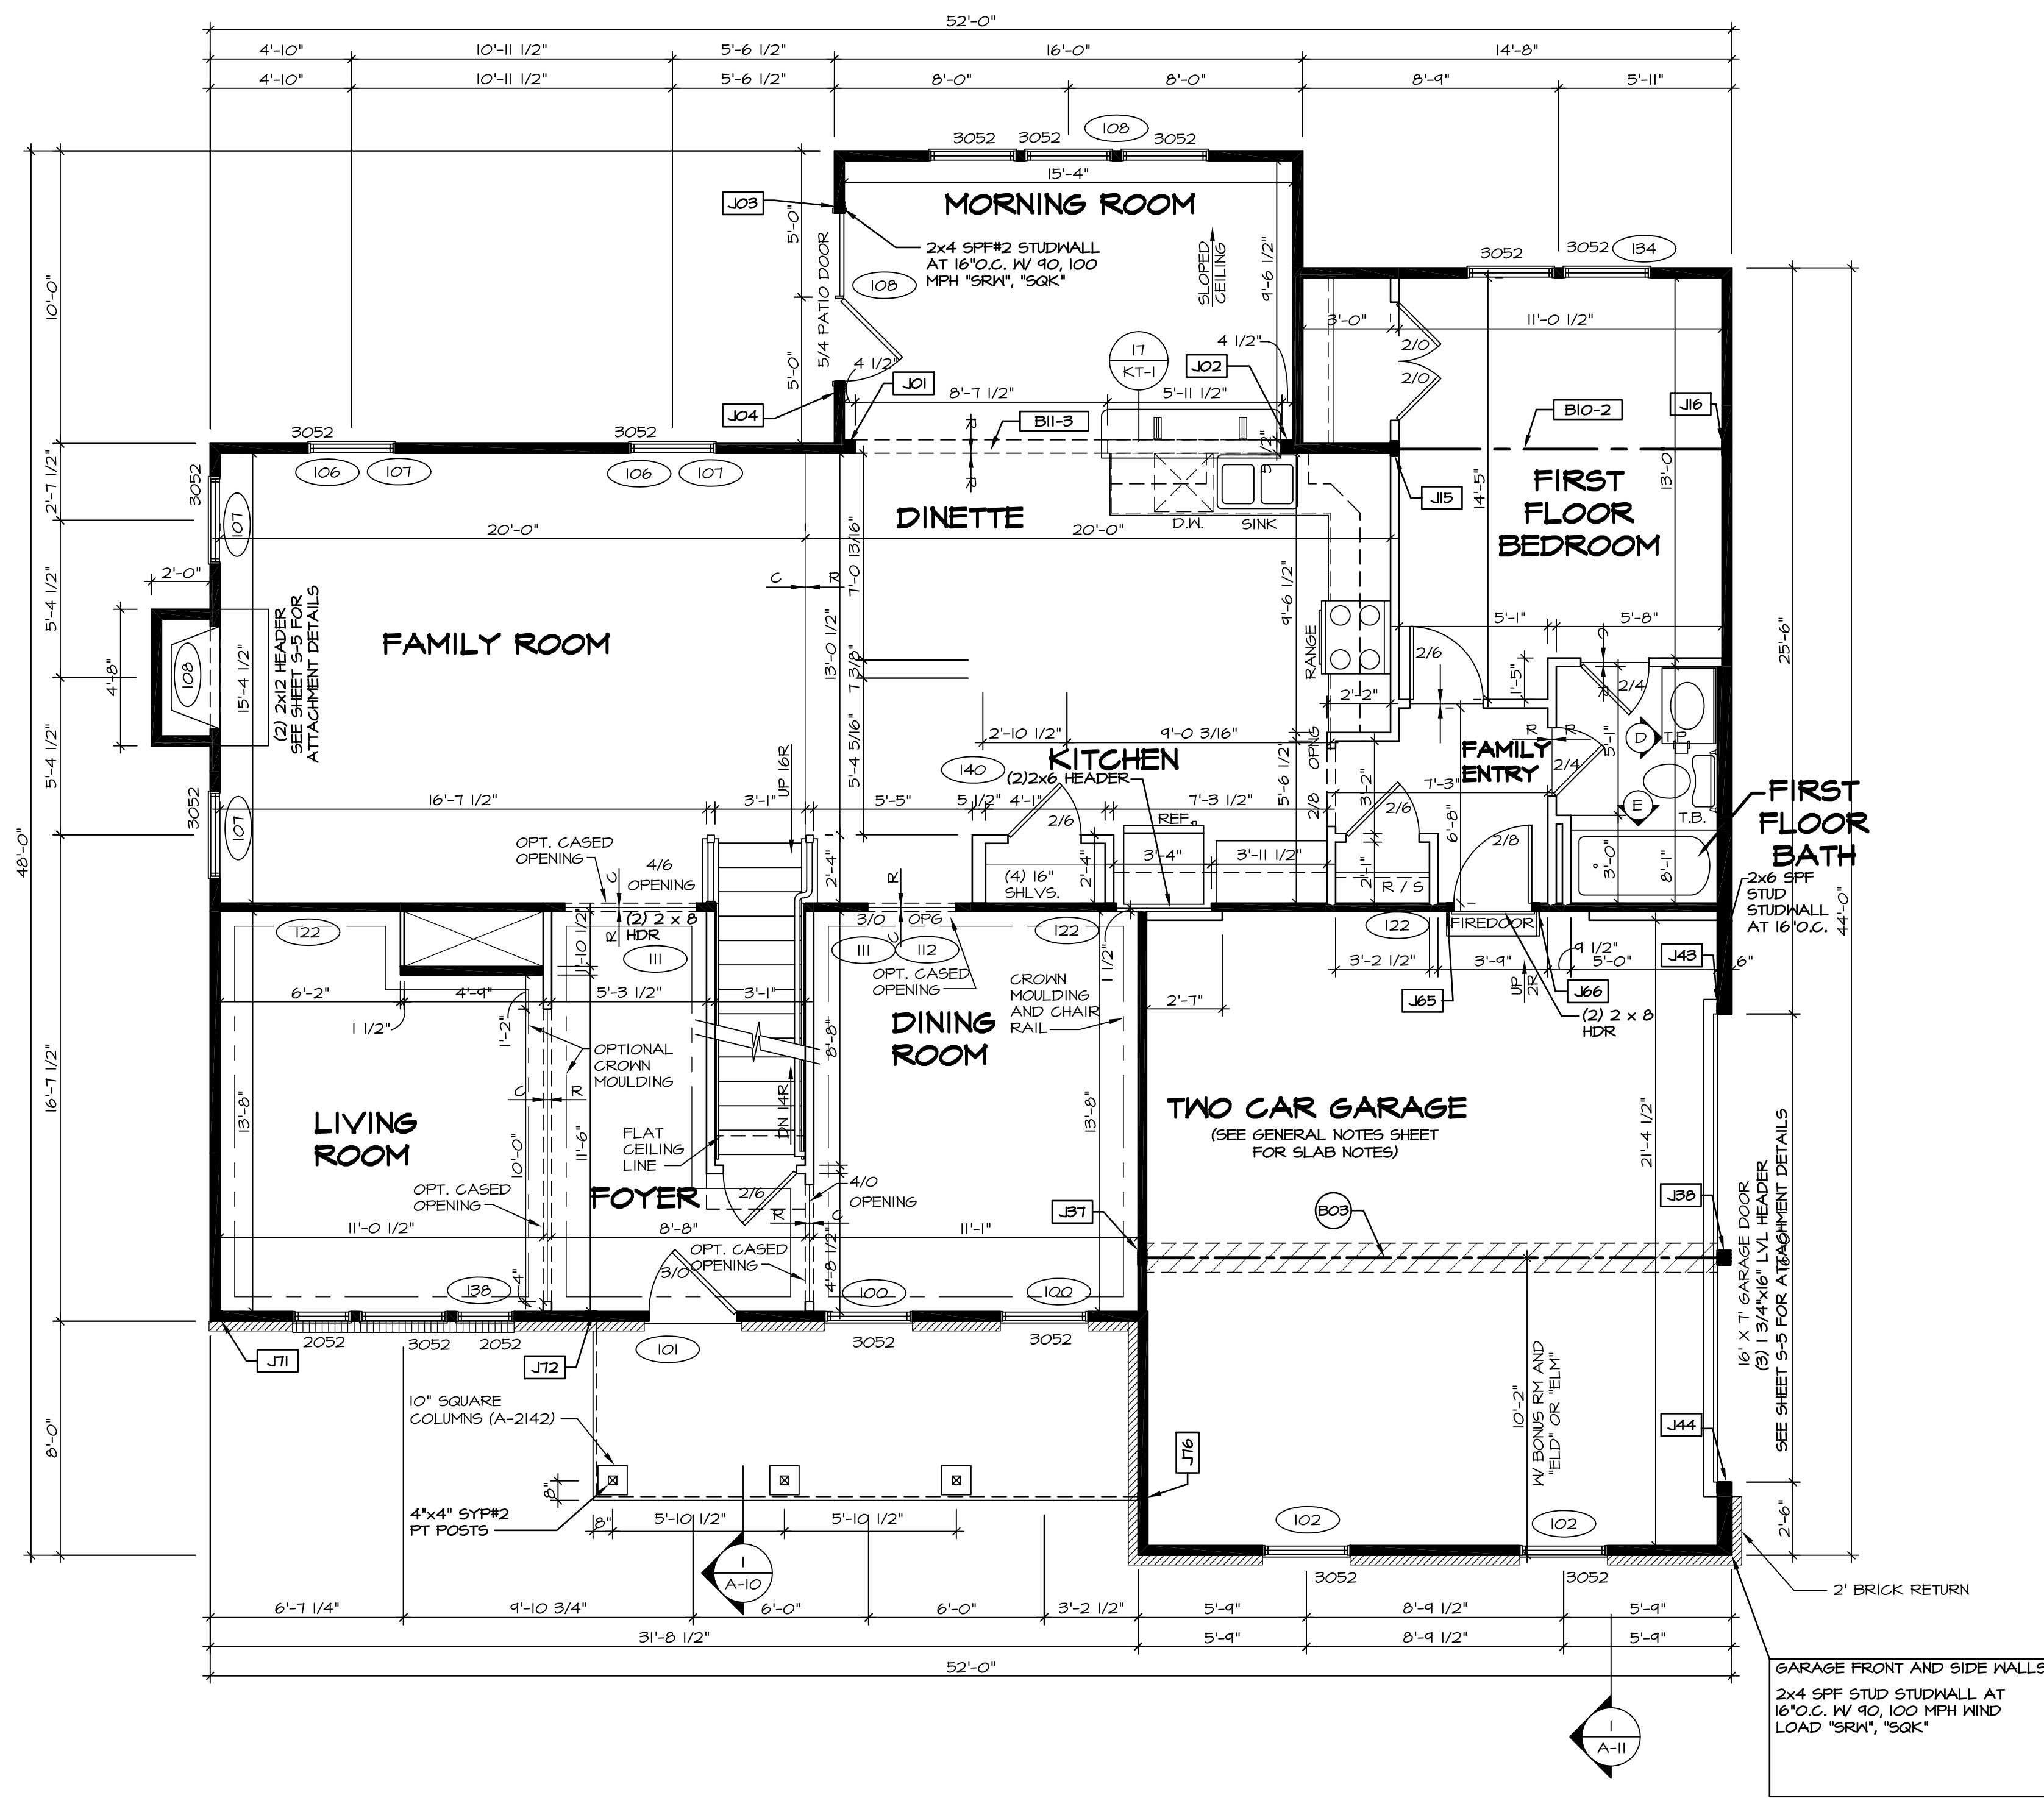 52'-0"
4'-10" 10'-11 1/2" 5'-6 1/2" 16'-0" 14'-8"
4'-10" 10'-11 1/2" 5'-6 1/2" 8'-0" 8'-0" 8'-9" 5'-11"
3052 3052 108 3052
15'-4"
J03
MORNING ROOM
5'-0"
5/4 PATIO DOOR
2x4 SPF#2 STUDWALL
AT 16"O.C. W/ 90, 100
MPH "SRW", "SQK"
108
SLOPED
CEILING
9'-6 1/2"
3052 3052 134
10'-0"
3'-0" 11'-0 1/2"
2/0
2/0
17
KT-1
4 1/2"
J02
5'-0"
4 1/2"
J01
J04
8'-7 1/2" 5'-11 1/2"
B11-3
R
R
5 1/2"
B10-2
J16
3052 3052
106 107 106 107
3052
107
2'-7 1/2"
DINETTE
D.W. SINK
J15
14'-5"
13'-0"
FIRST
FLOOR
BEDROOM
20'-0" 20'-0"
7'-0 13/16"
C R
2'-0"
5'-4 1/2"
4'-8"
108
15'-4 1/2"
(2) 2x12 HEADER
SEE SHEET S-5 FOR
ATTACHMENT DETAILS
FAMILY ROOM
13'-0 1/2"
7 3/8"
9'-6 1/2"
RANGE
5'-1" 5'-8"
2/6
1'-5"
2/4
25'-6"
48'-0"
44'-0"
5'-4 1/2"
2'-2"
2'-10 1/2" 9'-0 3/16"
KITCHEN
(2)2x6 HEADER
140
5'-4 5/16"
UP 16R
5'-6 1/2"
2/8 OPNG
3'-2"
FAMILY
ENTRY
R R
D
T.P.
5'-1"
2/4
E
T.B.
7'-3"
FIRST
FLOOR
BATH
3052
107
16'-7 1/2" 3'-1" 5'-5" 5 1/2" 4'-1" 7'-3 1/2"
2/6
REF.
2/6
6'-8"
2/8
3'-0"
8'-1"
OPT. CASED
OPENING
4/6
OPENING
C
R
2'-4"
R
C
(4) 16"
SHLVS.
2'-4"
3'-4" 3'-11 1/2"
2'-1"
R / S
2x6 SPF
STUD
STUDWALL
AT 16"O.C.
122
1'-10 1/2"
(2) 2 x 8
HDR
111
3/0 OPG
111 112
122
122
FIREDOOR
9 1/2"
5'-0"
6"
J43
OPT. CASED
OPENING
1 1/2"
3'-2 1/2" 3'-9"
UP
2R
J65
J66
(2) 2 x 8
HDR
6'-2" 4'-9" 5'-3 1/2" 3'-1"
1 1/2"
1'-2"
CROWN
MOULDING
AND CHAIR
RAIL
2'-7"
DINING
ROOM
8'-8"
OPTIONAL
CROWN
MOULDING
C R
16'-7 1/2"
13'-8"
LIVING
ROOM
10'-0"
11'-6"
FLAT
CEILING
LINE
DN 14R
13'-8"
TWO CAR GARAGE
(SEE GENERAL NOTES SHEET
FOR SLAB NOTES)
21'-4 1/2"
16' X 7' GARAGE DOOR
(3) 1 3/4"x16" LVL HEADER
SEE SHEET S-5 FOR ATTACHMENT DETAILS
16'-0"
OPT. CASED
OPENING
FOYER
2/6
4/0
OPENING
R C
J37
B03
J38
11'-0 1/2" 8'-8" 11'-1"
OPT. CASED
OPENING
3/0
4'-8 1/2"
138
100 100
2052 3052 2052
J71
J72
101
3052 3052
10" SQUARE
COLUMNS (A-2142)
8'-0"
10'-2"
W/ BONUS RM AND
"ELD" OR "ELM"
J44
J76
8"
4"x4" SYP#2
PT POSTS
8" 5'-10 1/2" 5'-10 1/2"
2'-6"
102 102
1
A-10
3052 3052
2' BRICK RETURN
6'-7 1/4" 9'-10 3/4" 6'-0" 6'-0" 3'-2 1/2" 5'-9" 8'-9 1/2" 5'-9"
31'-8 1/2" 5'-9" 8'-9 1/2" 5'-9"
52'-0"
GARAGE FRONT AND SIDE WALLS
2x4 SPF STUD STUDWALL AT
16"O.C. W/ 90, 100 MPH WIND
LOAD "SRW", "SQK"
1
A-11